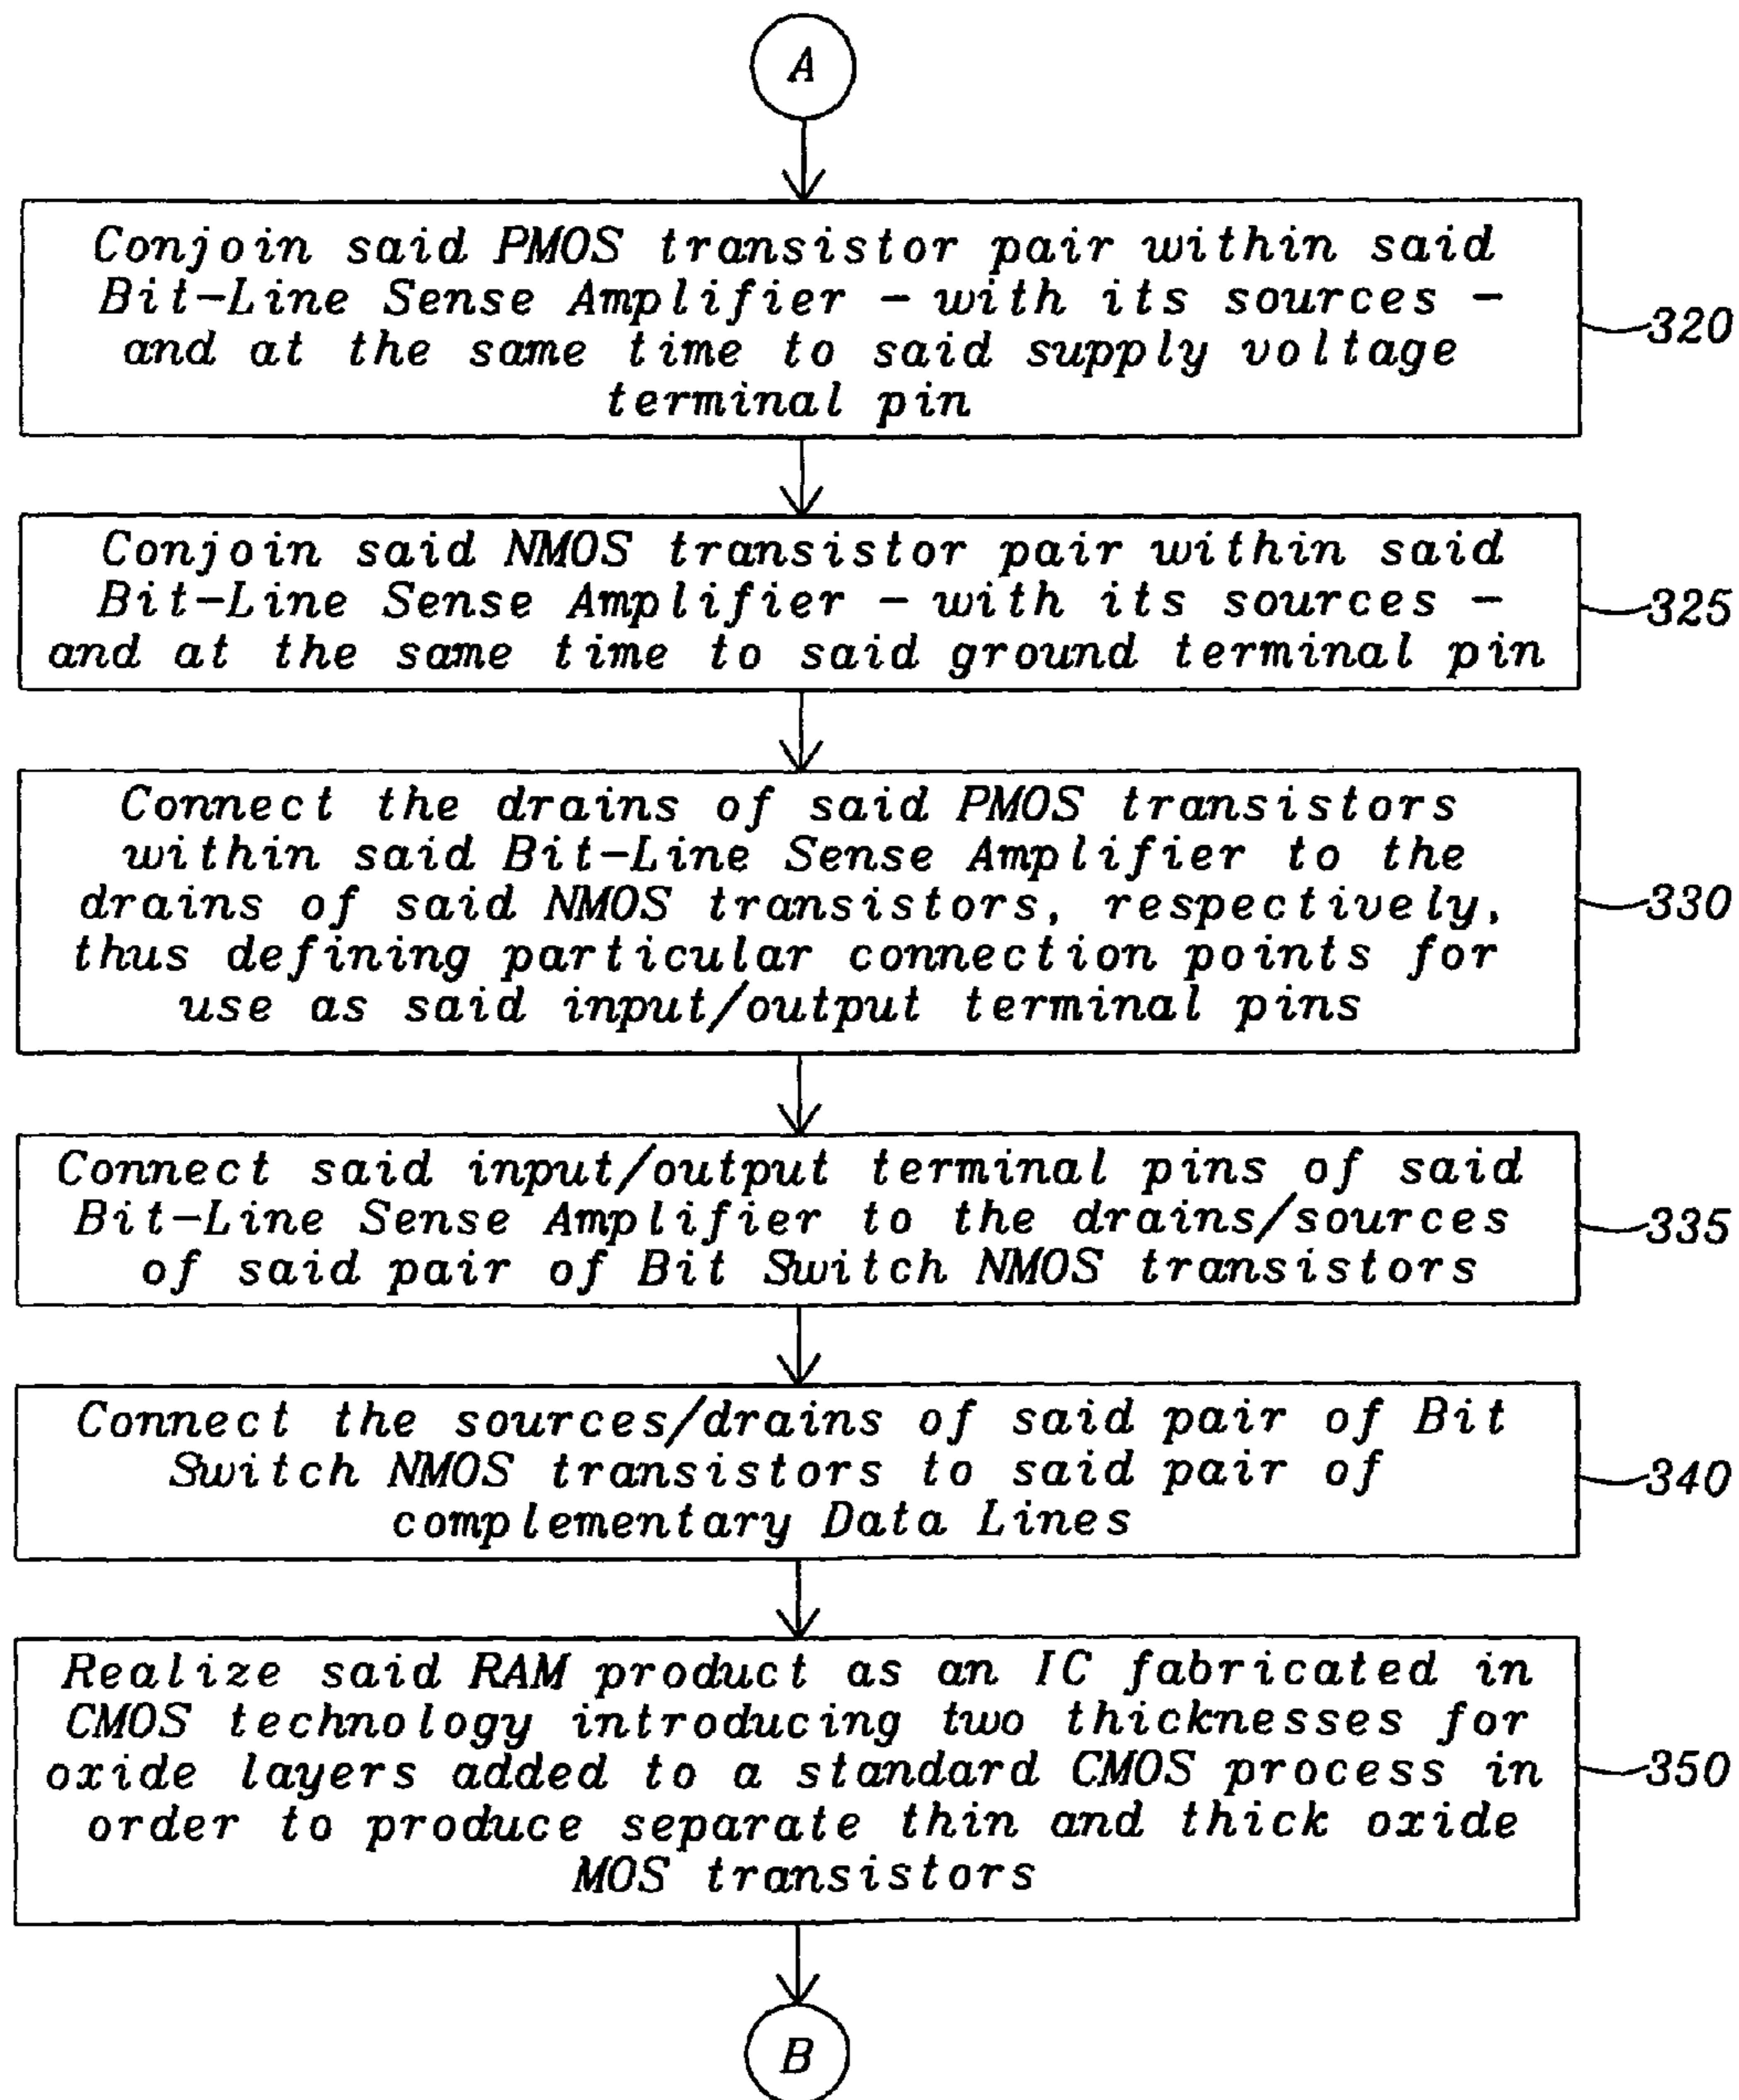 A
Conjoin said PMOS transistor pair within said
Bit-Line Sense Amplifier - with its sources -
and at the same time to said supply voltage
terminal pin
320
Conjoin said NMOS transistor pair within said
Bit-Line Sense Amplifier - with its sources -
and at the same time to said ground terminal pin
325
Connect the drains of said PMOS transistors
within said Bit-Line Sense Amplifier to the
drains of said NMOS transistors, respectively,
thus defining particular connection points for
use as said input/output terminal pins
330
Connect said input/output terminal pins of said
Bit-Line Sense Amplifier to the drains/sources
of said pair of Bit Switch NMOS transistors
335
Connect the sources/drains of said pair of Bit
Switch NMOS transistors to said pair of
complementary Data Lines
340
Realize said RAM product as an IC fabricated in
CMOS technology introducing two thicknesses for
oxide layers added to a standard CMOS process in
order to produce separate thin and thick oxide
MOS transistors
350
B